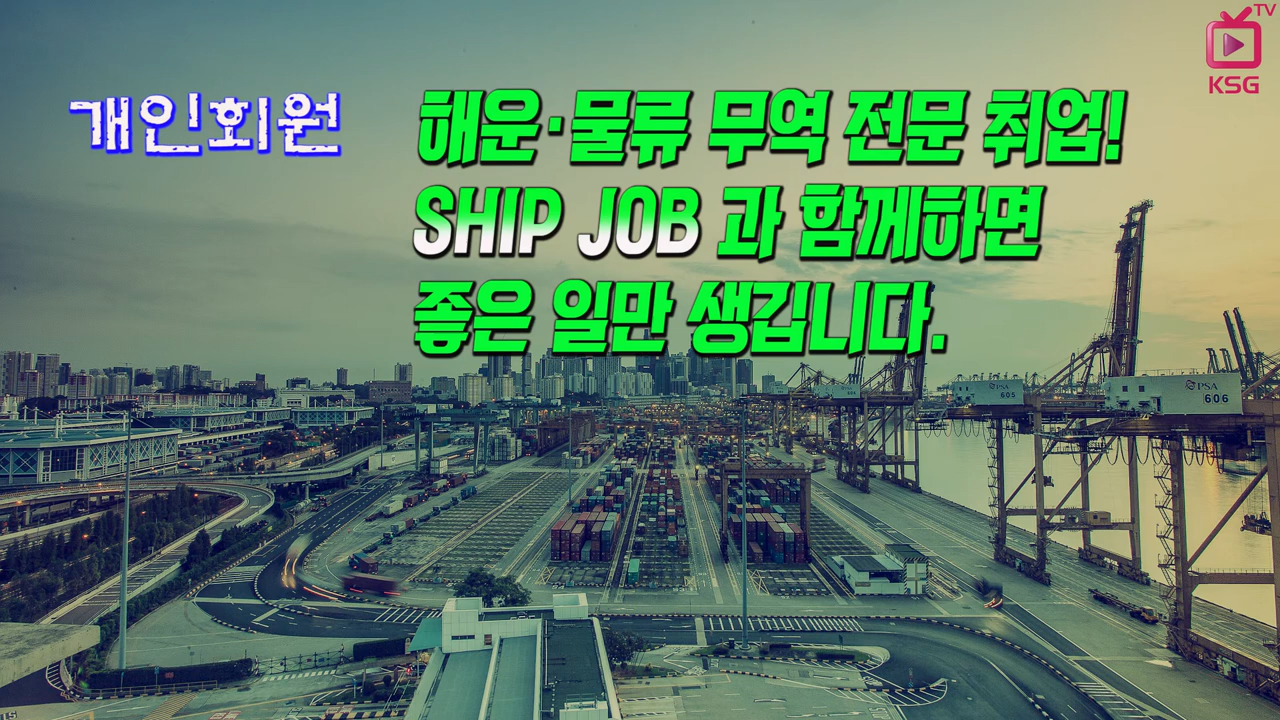 TV
KSG
개인회원
해운·물류 무역 전문 취업!
SHIP JOB 과 함께하면
좋은 일만 생깁니다.
PSA
605
PSA
606